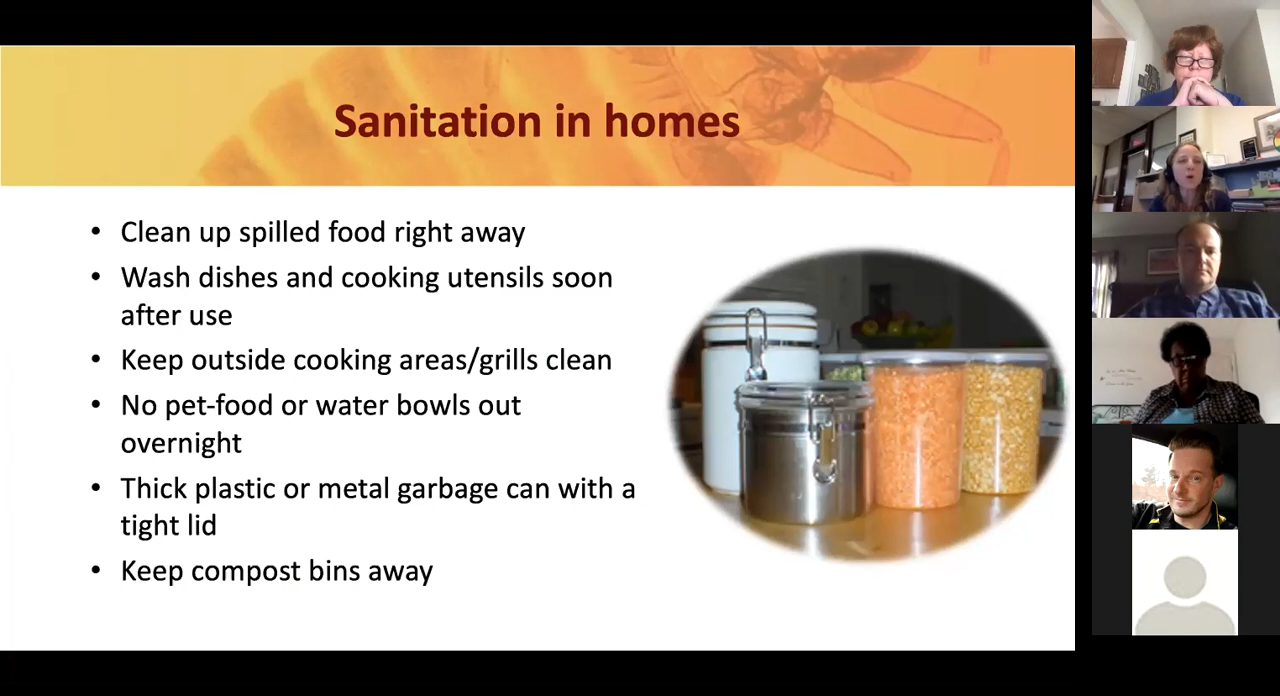 Sanitation in homes
• Clean up spilled food right away
• Wash dishes and cooking utensils soon
after use
• Keep outside cooking areas/grills clean
• No pet-food or water bowls out
overnight
• Thick plastic or metal garbage can with a
tight lid
• Keep compost bins away